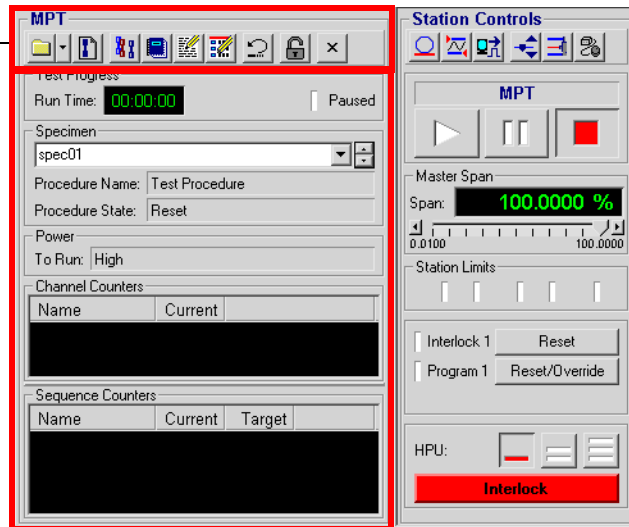 MPT
Test Progress
Run Time: 00:00:00 Paused
Specimen
spec01
Procedure Name: Test Procedure
Procedure State: Reset
Power
To Run: High
Channel Counters
Name Current
Sequence Counters
Name Current Target
Station Controls
MPT
Master Span
Span: 100.0000 %
0.0100 100.0000
Station Limits
Interlock 1 Reset
Program 1 Reset/Override
HPU:
Interlock